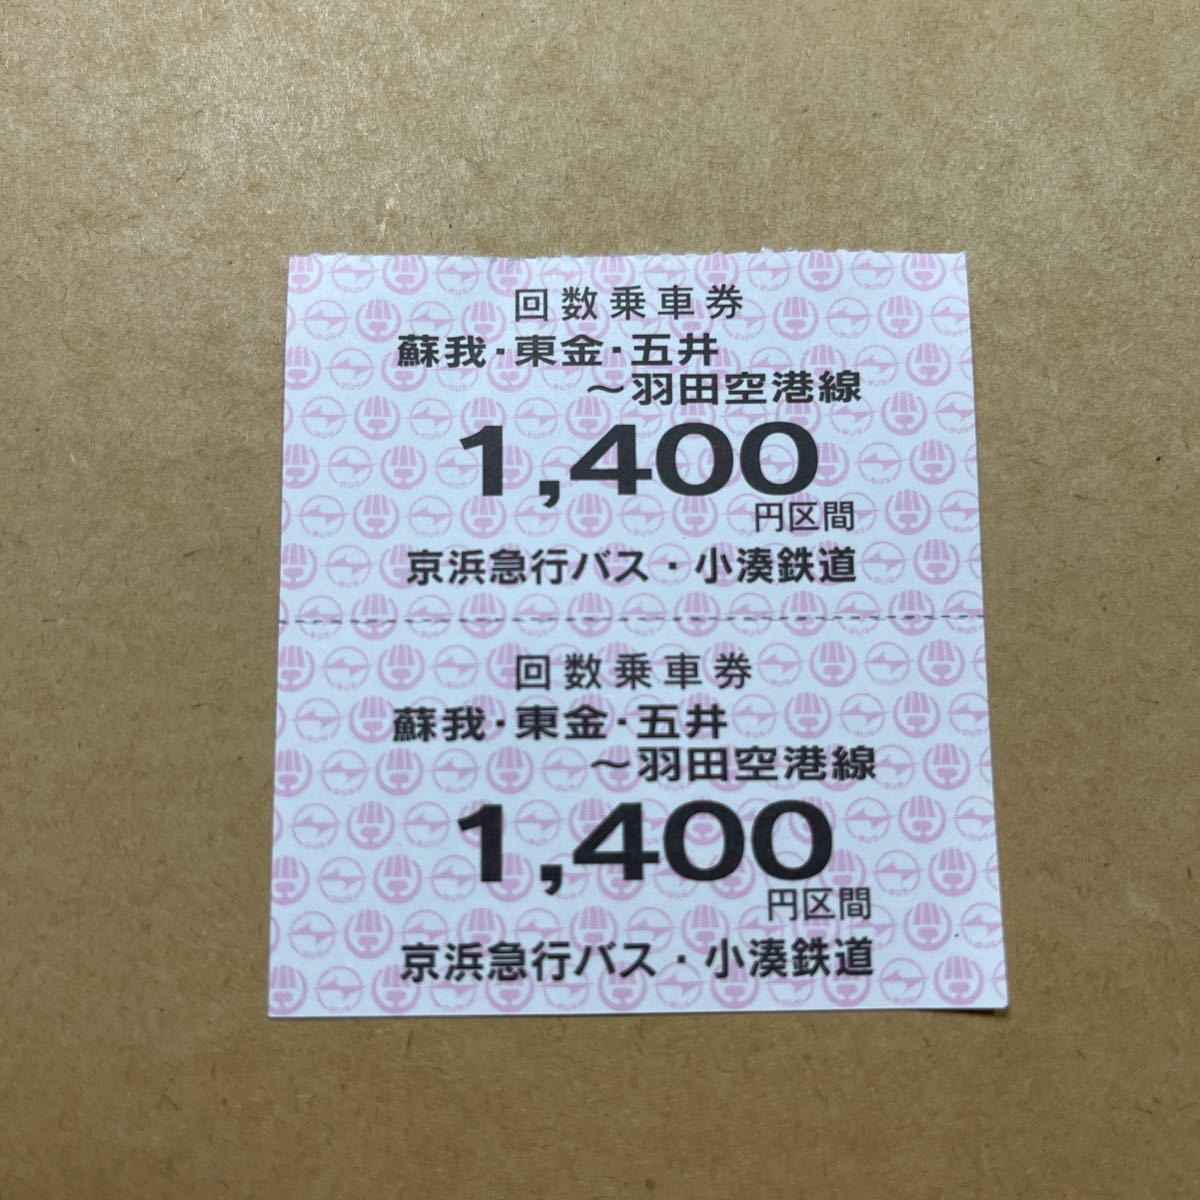 回数乗車券
蘇我・東金・五井
～羽田空港線
1,400
円区間
京浜急行バス・小湊鉄道
回数乗車券
蘇我・東金・五井
～羽田空港線
1,400
円区間
京浜急行バス・小湊鉄道